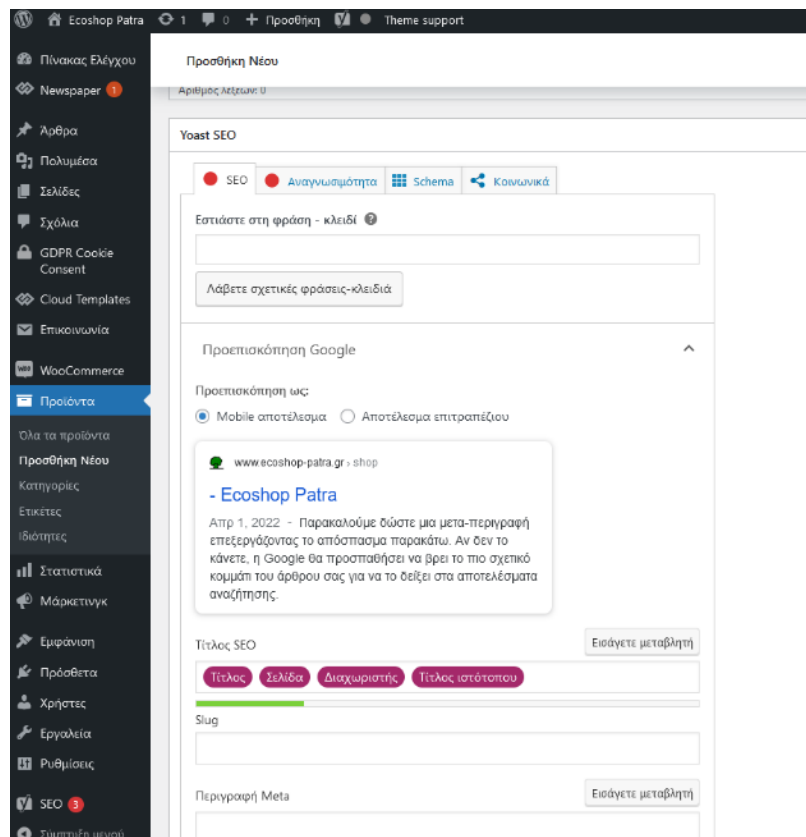 Ecoshop Patra 1 0 + Προσθήκη Theme support
Πίνακας Ελέγχου
Newspaper 1
Άρθρα
Πολυμέσα
Σελίδες
Σχόλια
GDPR Cookie
Consent
Cloud Templates
Επικοινωνία
WooCommerce
Προϊόντα
Όλα τα προϊόντα
Προσθήκη Νέου
Κατηγορίες
Ετικέτες
Ιδιότητες
Στατιστικά
Μάρκετινγκ
Εμφάνιση
Πρόσθετα
Χρήστες
Εργαλεία
Ρυθμίσεις
SEO 3
Σύμπτυξη μενού
Προσθήκη Νέου
Αριθμός λέξεων: 0
Yoast SEO
SEO Αναγνωσιμότητα Schema Κοινωνικά
Εστιάστε στη φράση - κλειδί
Λάβετε σχετικές φράσεις-κλειδιά
Προεπισκόπηση Google
Προεπισκόπηση ως:
Mobile αποτέλεσμα Αποτέλεσμα επιτραπέζιου
www.ecoshop-patra.gr › shop
- Ecoshop Patra
Απρ 1, 2022 - Παρακαλούμε δώστε μια μετα-περιγραφή
επεξεργάζοντας το απόσπασμα παρακάτω. Αν δεν το
κάνετε, η Google θα προσπαθήσει να βρει το πιο σχετικό
κομμάτι του άρθρου σας για να το δείξει στα αποτελέσματα
αναζήτησης.
Τίτλος SEO Εισάγετε μεταβλητή
Τίτλος Σελίδα Διαχωριστής Τίτλος ιστότοπου
Slug
Περιγραφή Meta Εισάγετε μεταβλητή